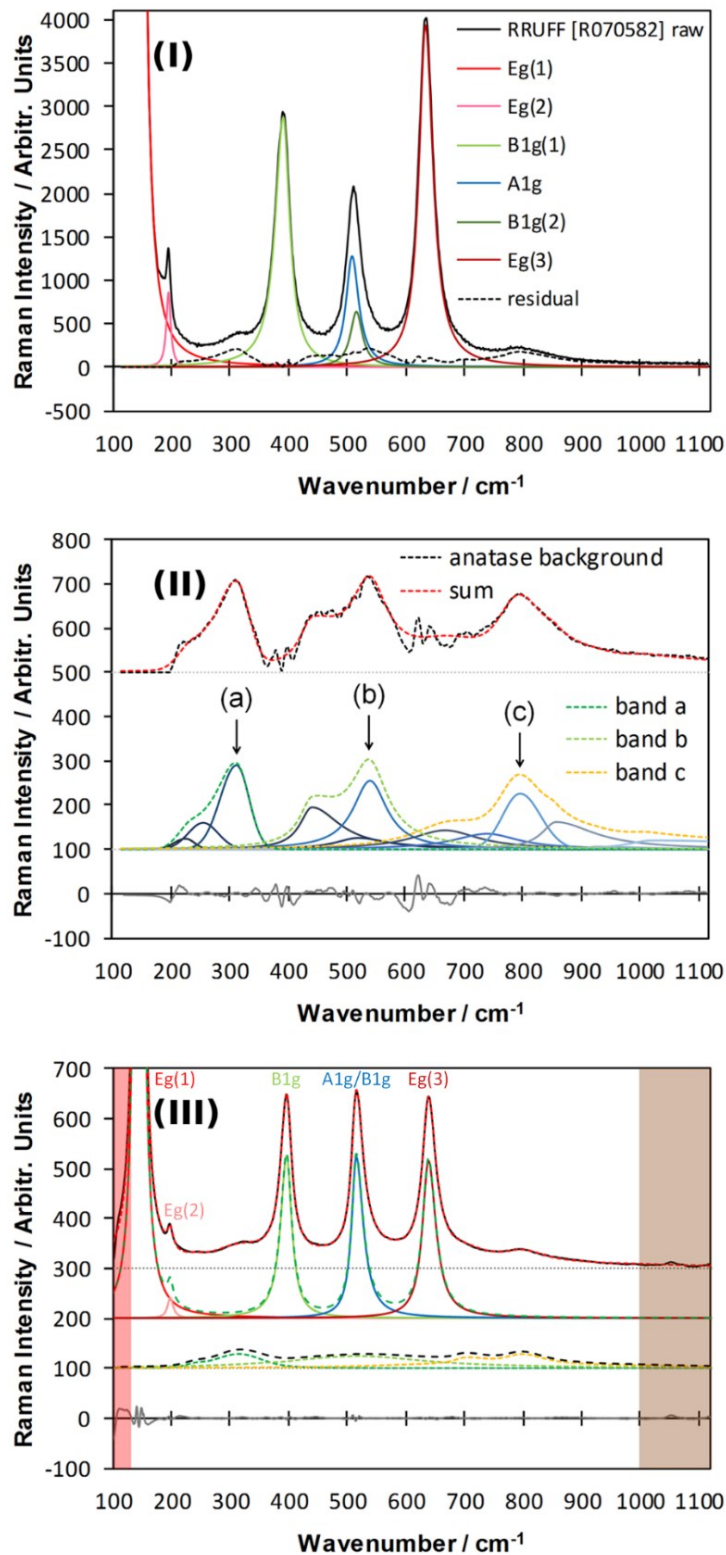 (I)
RRUFF [R070582] raw
Eg(1)
Eg(2)
B1g(1)
A1g
B1g(2)
Eg(3)
residual
4000
3500
3000
2500
2000
1500
1000
500
0
-500
Raman Intensity / Arbitr. Units
100 200 300 400 500 600 700 800 900 1000 1100
Wavenumber / cm-1
(II)
anatase background
sum
(a)
(b)
(c)
band a
band b
band c
800
700
600
500
400
300
200
100
0
-100
Raman Intensity / Arbitr. Units
100 200 300 400 500 600 700 800 900 1000 1100
Wavenumber / cm-1
(III)
Eg(1)
B1g
A1g/B1g
Eg(3)
Eg(2)
700
600
500
400
300
200
100
0
-100
Raman Intensity / Arbitr. Units
100 200 300 400 500 600 700 800 900 1000 1100
Wavenumber / cm-1